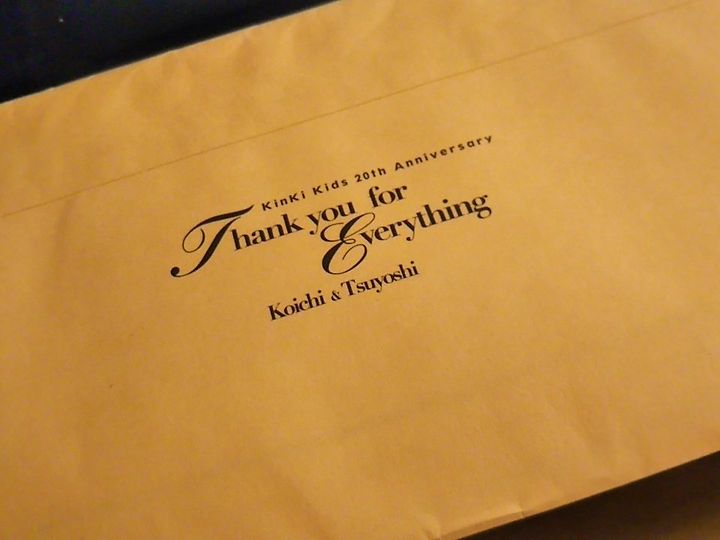 KinKi Kids 20th Anniversary
Thank you for
Everything
Koichi & Tsuyoshi